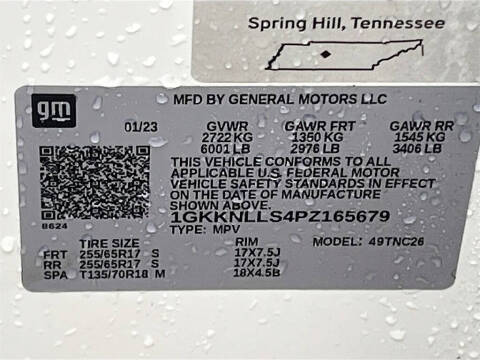 Spring Hill, Tennessee
gm
MFD BY GENERAL MOTORS LLC
01/23 GVWR GAWR FRT GAWR RR
2722 KG 1350 KG 1545 KG
6001 LB 2976 LB 3406 LB
THIS VEHICLE CONFORMS TO ALL
APPLICABLE U.S. FEDERAL MOTOR
VEHICLE SAFETY STANDARDS IN EFFECT
ON THE DATE OF MANUFACTURE
SHOWN ABOVE.
1GKKNLLS4PZ165679
B624
TYPE: MPV 49TNC26
TIRE SIZE RIM
FRT 255/65R17 S 17X7.5J
RR 255/65R17 S 17X7.5J
SPA T135/70R18 M 18X4.5B